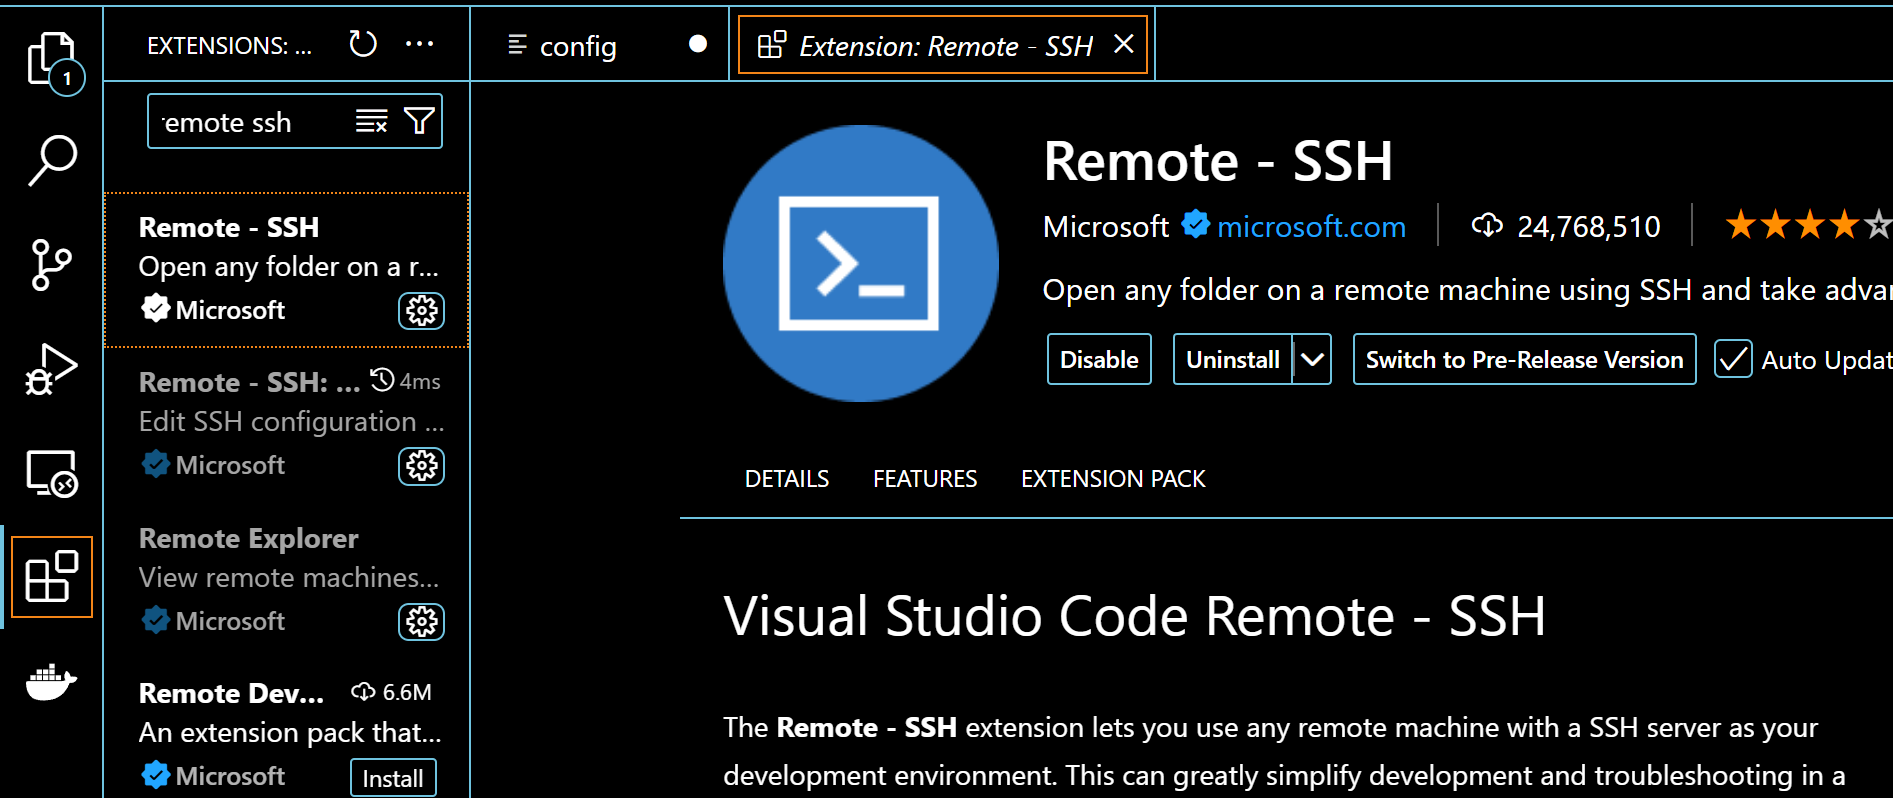 1
EXTENSIONS: ...
config
Extension: Remote - SSH
remote ssh
Remote - SSH
Open any folder on a r...
Microsoft
Remote - SSH: ... 4ms
Edit SSH configuration ...
Microsoft
Remote Explorer
View remote machines...
Microsoft
Remote Dev... 6.6M
An extension pack that...
Microsoft Install
Remote - SSH
Microsoft microsoft.com 24,768,510
Open any folder on a remote machine using SSH and take advan
Disable Uninstall Switch to Pre-Release Version Auto Updat
DETAILS FEATURES EXTENSION PACK
Visual Studio Code Remote - SSH
The Remote - SSH extension lets you use any remote machine with a SSH server as your
development environment. This can greatly simplify development and troubleshooting in a